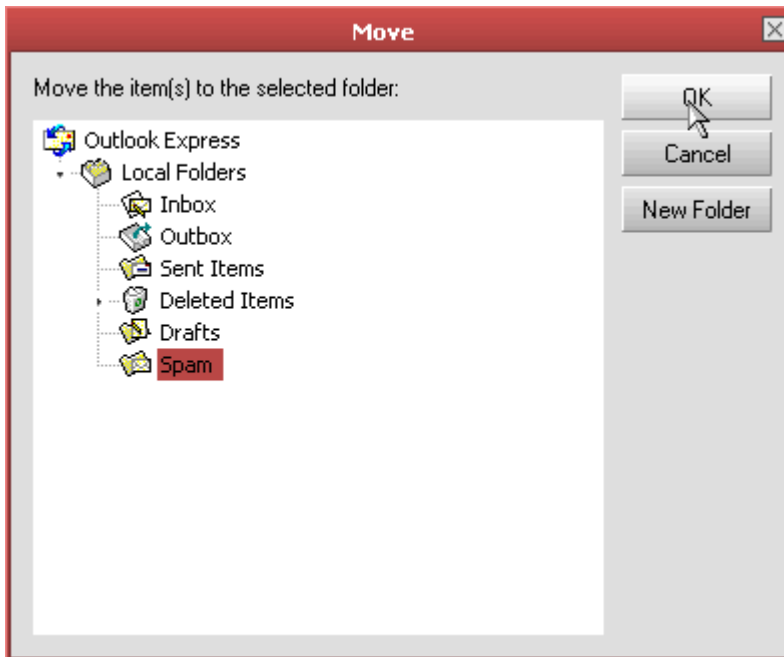 Move
Move the item(s) to the selected folder:
OK
Outlook Express
Cancel
Local Folders
Inbox
New Folder
Outbox
Sent Items
Deleted Items
Drafts
Spam